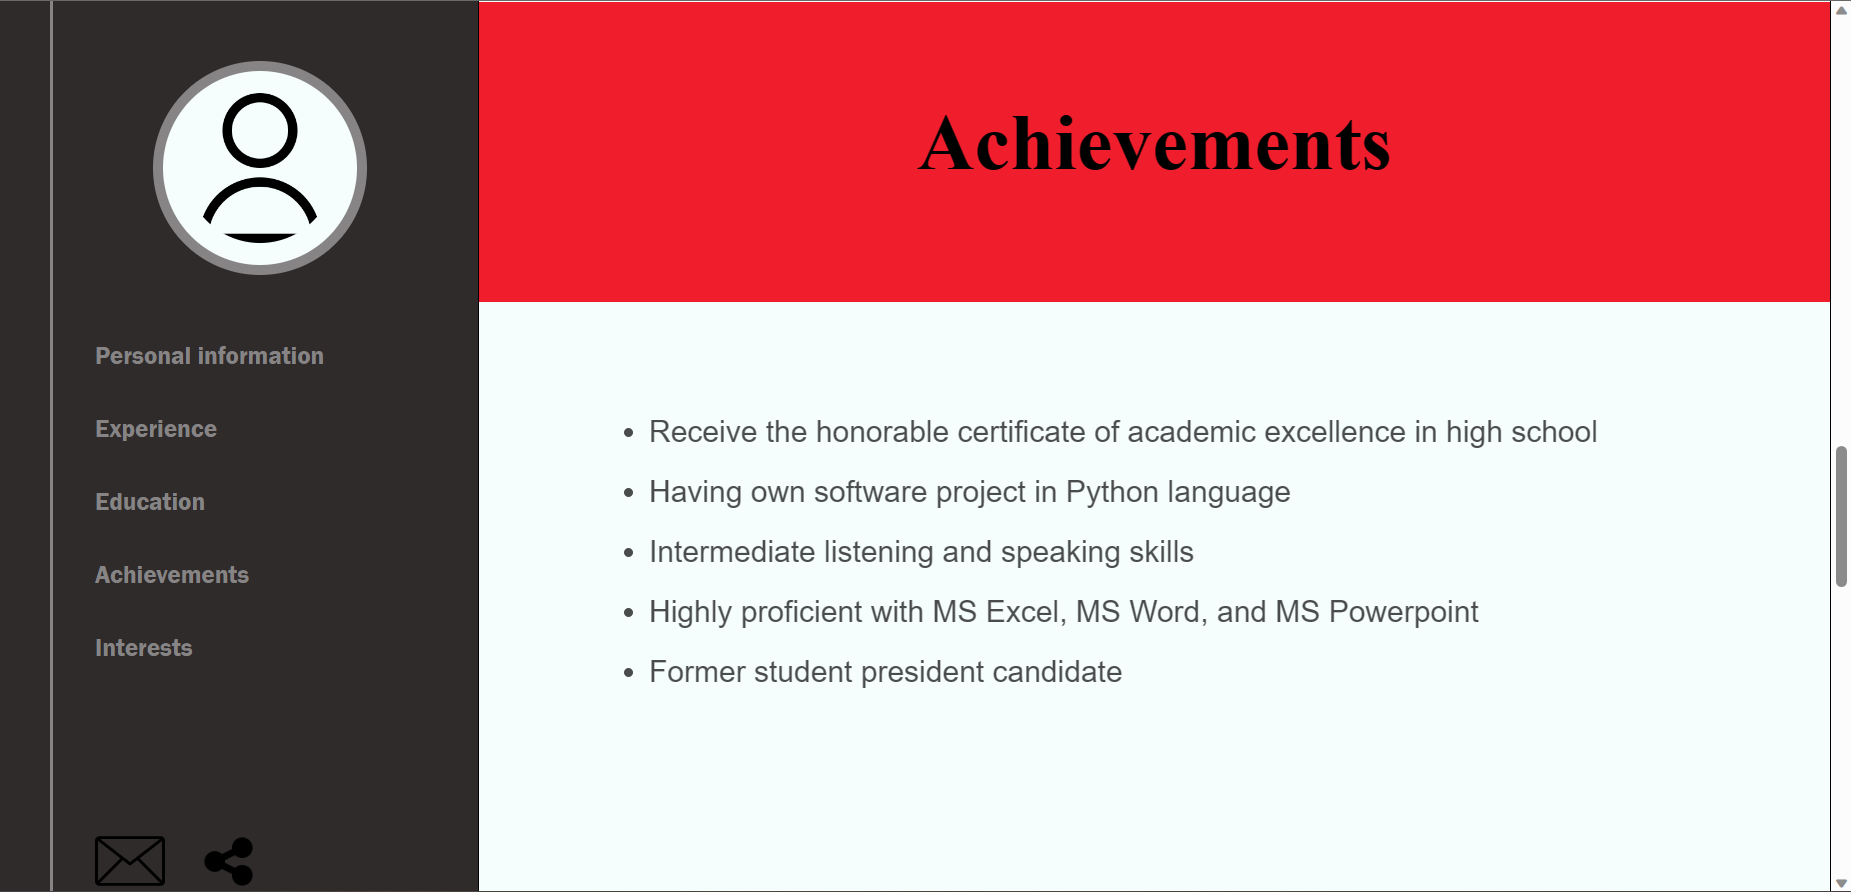 Personal information
Experience
Education
Achievements
Interests
Achievements
Receive the honorable certificate of academic excellence in high school
Having own software project in Python language
Intermediate listening and speaking skills
Highly proficient with MS Excel, MS Word, and MS Powerpoint
Former student president candidate